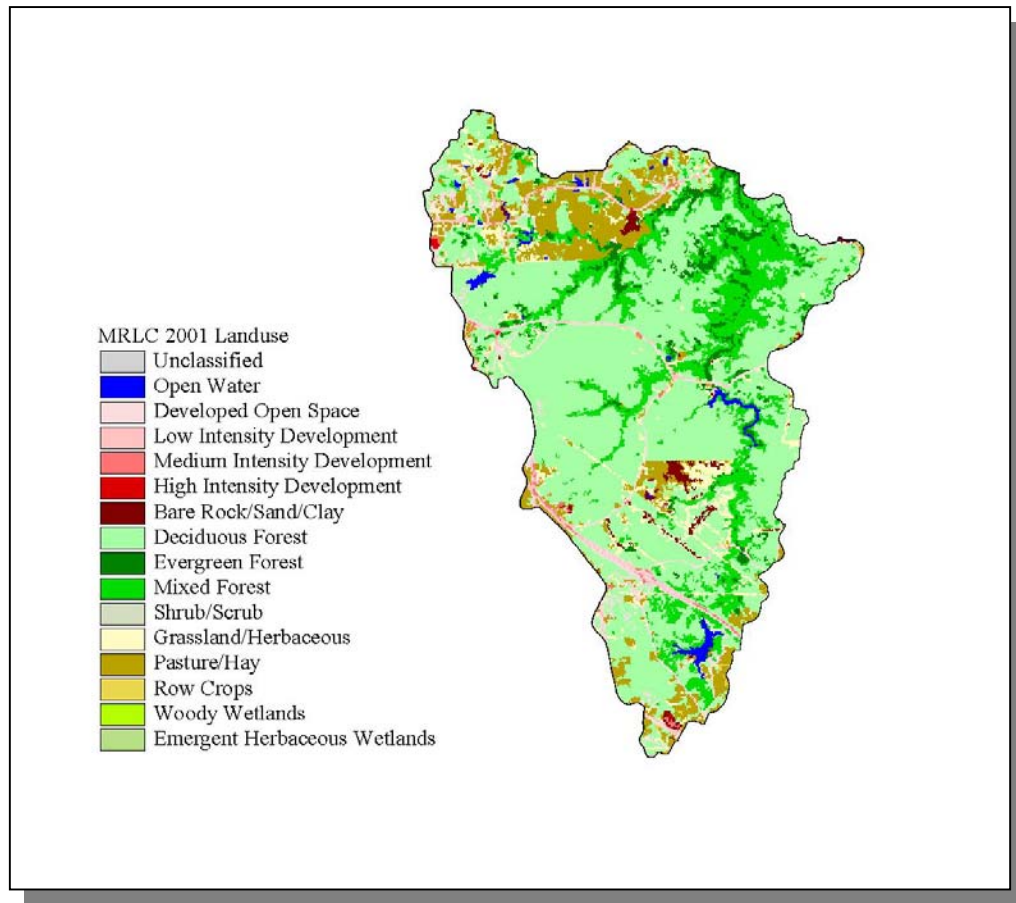 MRLC 2001 Landuse
Unclassified
Open Water
Developed Open Space
Low Intensity Development
Medium Intensity Development
High Intensity Development
Bare Rock/Sand/Clay
Deciduous Forest
Evergreen Forest
Mixed Forest
Shrub/Scrub
Grassland/Herbaceous
Pasture/Hay
Row Crops
Woody Wetlands
Emergent Herbaceous Wetlands